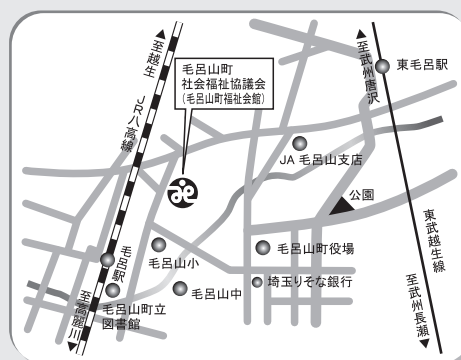 至越生
JR八高線
毛呂山町
社会福祉協議会
(毛呂山町福祉会館)
至武州唐沢
東毛呂駅
JA 毛呂山支店
公園
毛呂駅
毛呂山小
毛呂山町役場
東武越生線
毛呂山中
埼玉りそな銀行
毛呂山町立
図書館
至高麗川
至武州長瀬